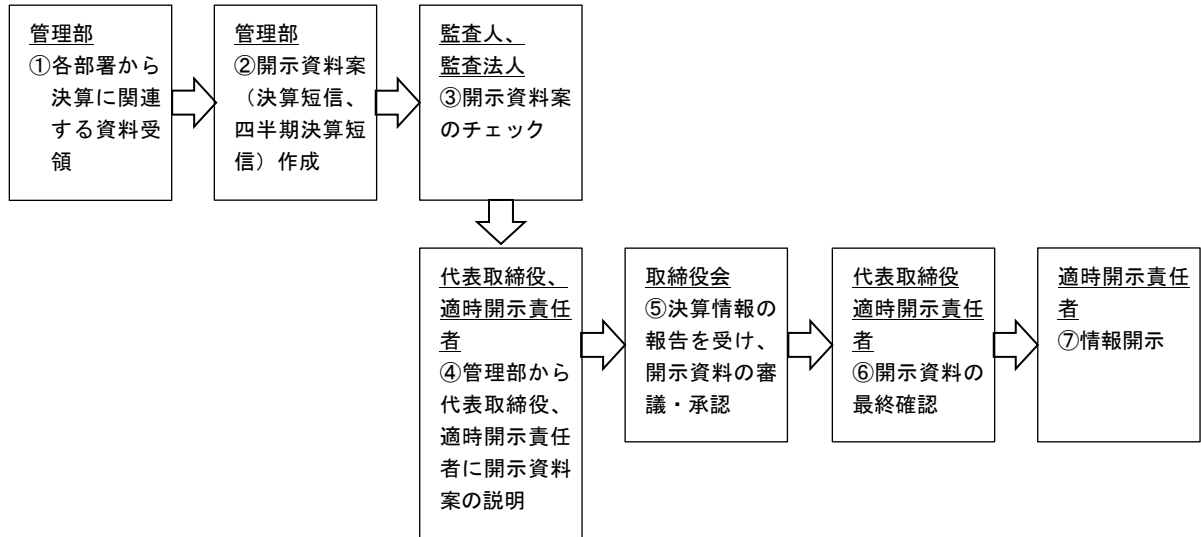 管理部
①各部署から
決算に関連
する資料受
領
管理部
②開示資料案
（決算短信、
四半期決算短
信）作成
監査人、
監査法人
③開示資料案
のチェック
代表取締役、
適時開示責任
者
④管理部から
代表取締役、
適時開示責任
者に開示資料
案の説明
取締役会
⑤決算情報の
報告を受け、
開示資料の審
議・承認
代表取締役
適時開示責任
者
⑥開示資料の
最終確認
適時開示責任
者
⑦情報開示